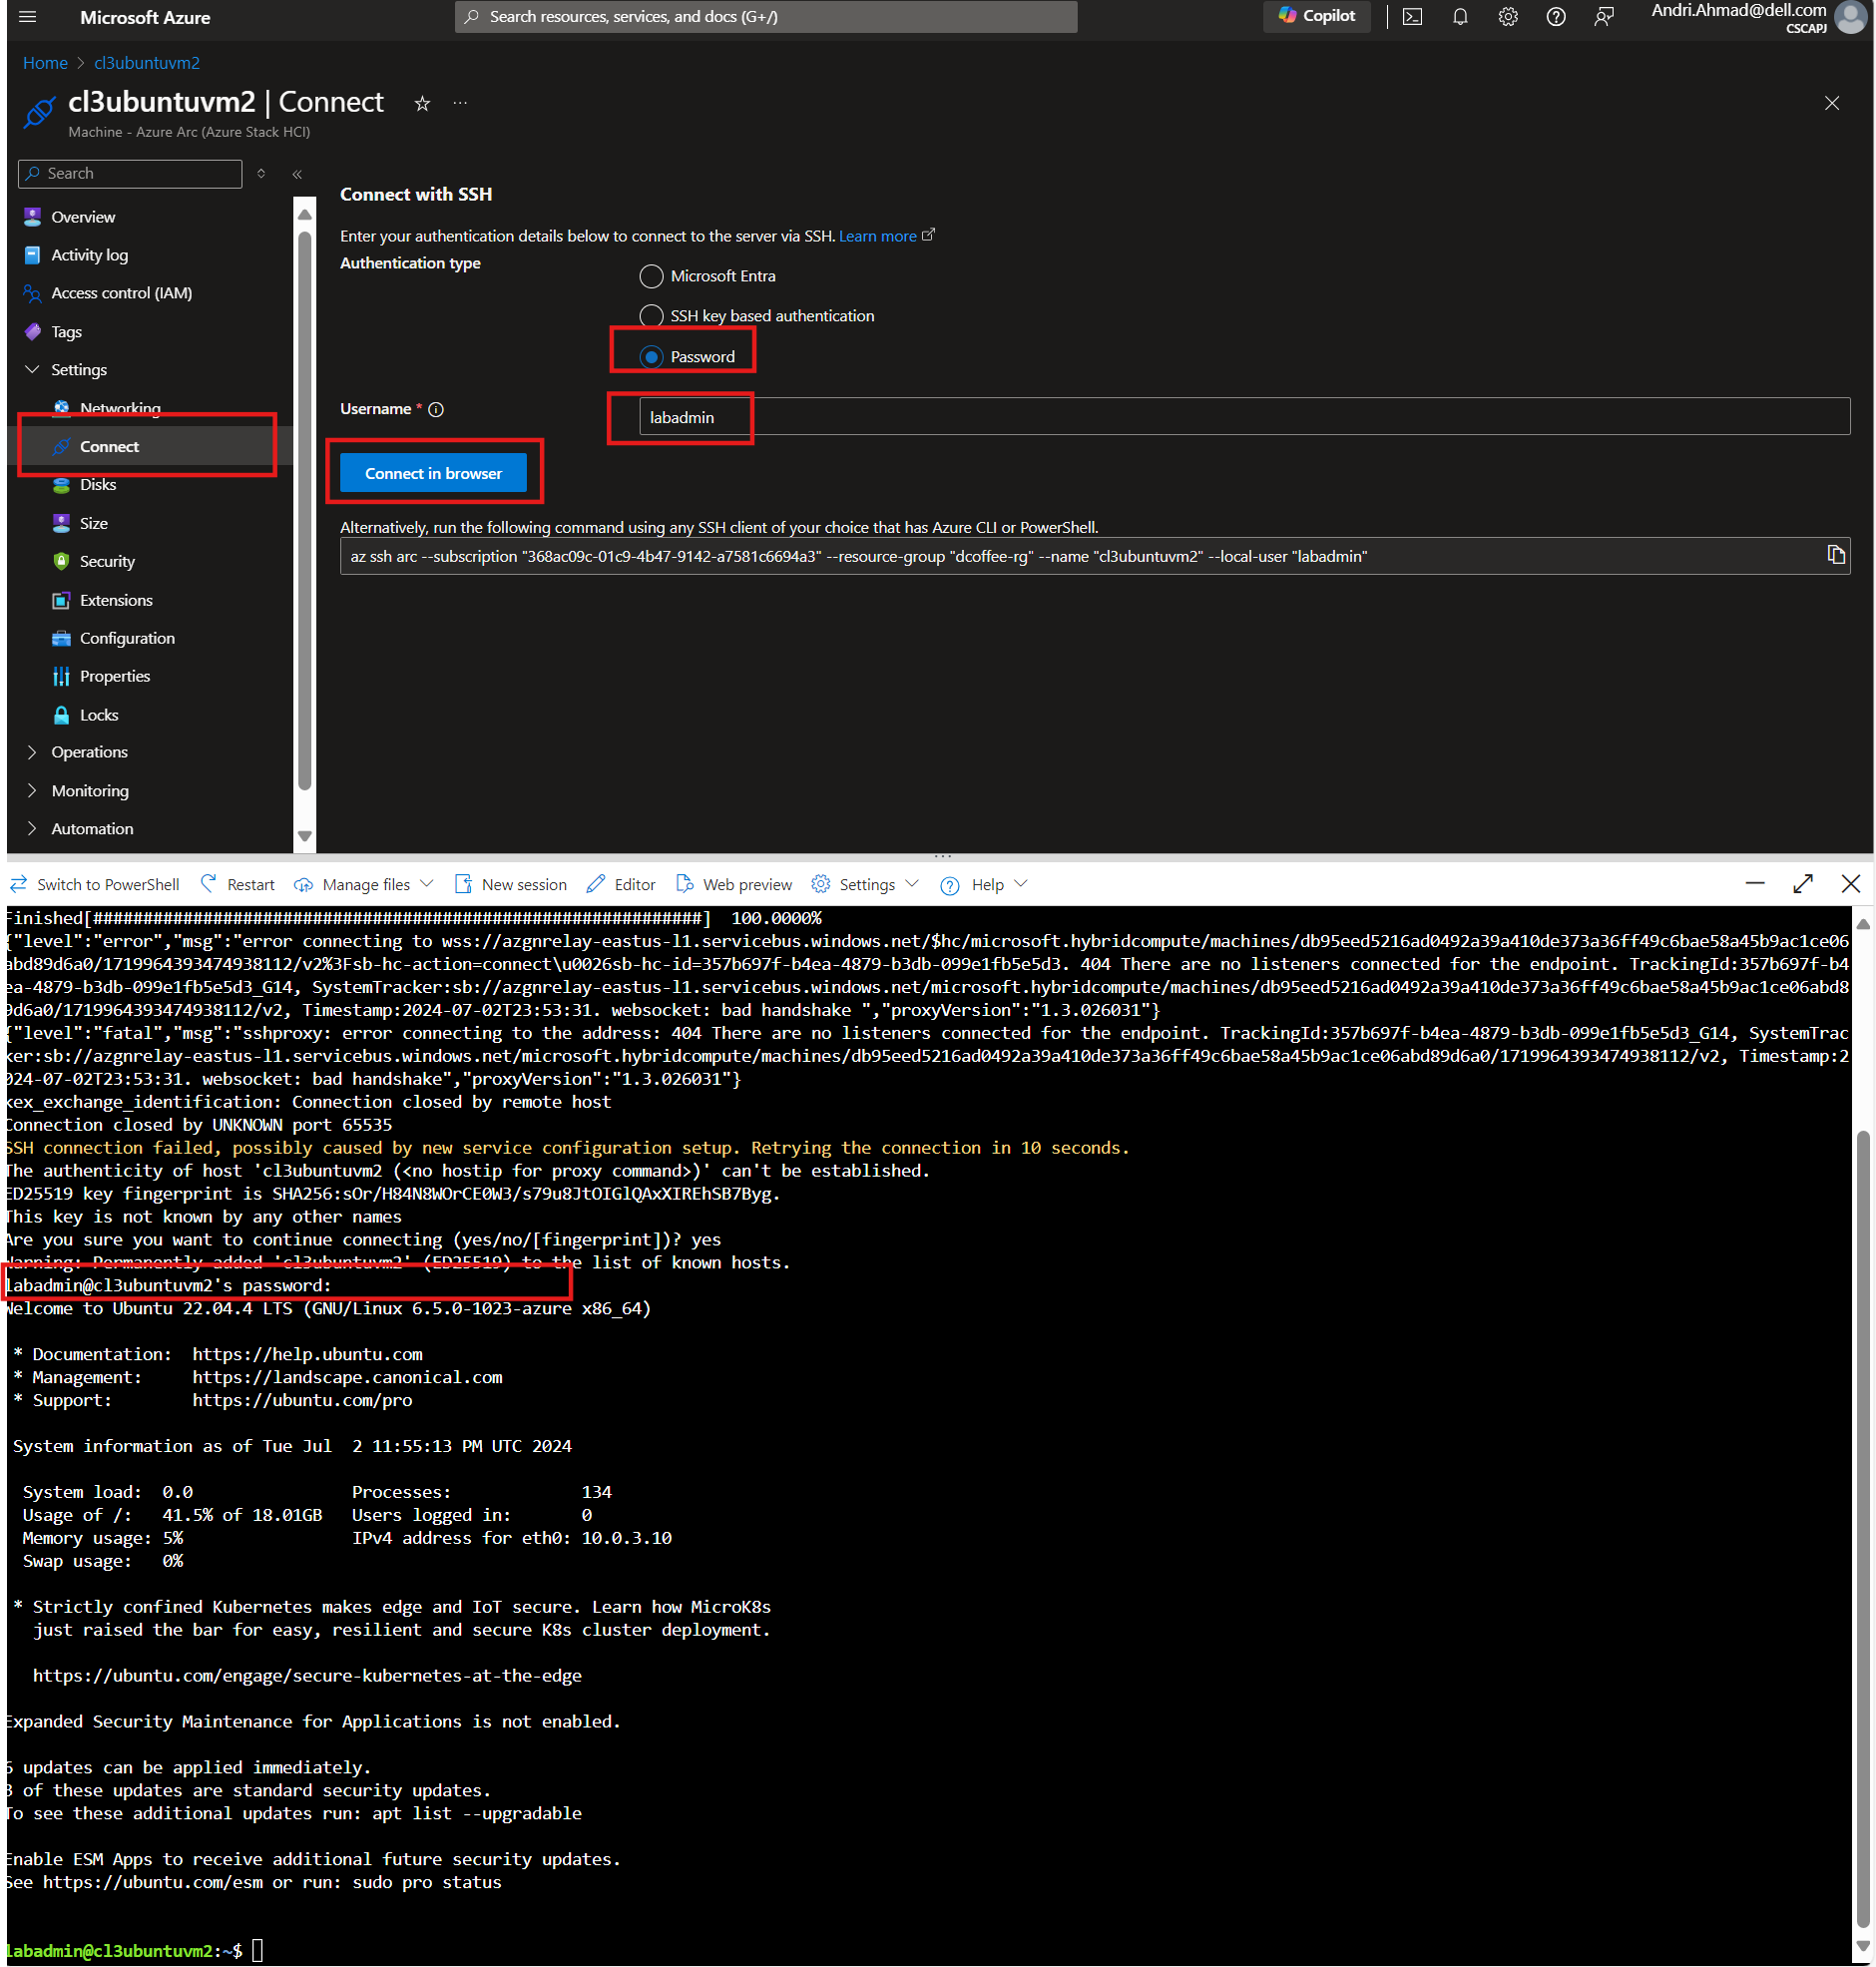 Microsoft Azure
Search resources, services, and docs (G+/)
Copilot
Andri.Ahmad@dell.com
CSCAPJ
Home > cl3ubuntuvm2
cl3ubuntuvm2 | Connect
Machine - Azure Arc (Azure Stack HCI)
Search
Overview
Activity log
Access control (IAM)
Tags
Settings
Networking
Connect
Disks
Size
Security
Extensions
Configuration
Properties
Locks
Operations
Monitoring
Automation
Connect with SSH
Enter your authentication details below to connect to the server via SSH. Learn more
Authentication type
Microsoft Entra
SSH key based authentication
Password
Username *
labadmin
Connect in browser
Alternatively, run the following command using any SSH client of your choice that has Azure CLI or PowerShell.
az ssh arc --subscription "368ac09c-01c9-4b47-9142-a7581c6694a3" --resource-group "dcoffee-rg" --name "cl3ubuntuvm2" --local-user "labadmin"
Switch to PowerShell Restart Manage files New session Editor Web preview Settings Help
Finished[#############################################################] 100.0000%
{"level":"error","msg":"error connecting to wss://azgnrelay-eastus-l1.servicebus.windows.net/$hc/microsoft.hybridcompute/machines/db95eed5216ad0492a39a410de373a36ff49c6bae58a45b9ac1ce06
abd89d6a0/1719964393474938112/v2%3Fsb-hc-action=connect\u0026sb-hc-id=357b697f-b4ea-4879-b3db-099e1fb5e5d3. 404 There are no listeners connected for the endpoint. TrackingId:357b697f-b4
ea-4879-b3db-099e1fb5e5d3_G14, SystemTracker:sb://azgnrelay-eastus-l1.servicebus.windows.net/microsoft.hybridcompute/machines/db95eed5216ad0492a39a410de373a36ff49c6bae58a45b9ac1ce06abd8
9d6a0/1719964393474938112/v2, Timestamp:2024-07-02T23:53:31. websocket: bad handshake ","proxyVersion":"1.3.026031"}
{"level":"fatal","msg":"sshproxy: error connecting to the address: 404 There are no listeners connected for the endpoint. TrackingId:357b697f-b4ea-4879-b3db-099e1fb5e5d3_G14, SystemTrac
ker:sb://azgnrelay-eastus-l1.servicebus.windows.net/microsoft.hybridcompute/machines/db95eed5216ad0492a39a410de373a36ff49c6bae58a45b9ac1ce06abd89d6a0/1719964393474938112/v2, Timestamp:2
024-07-02T23:53:31. websocket: bad handshake","proxyVersion":"1.3.026031"}
kex_exchange_identification: Connection closed by remote host
Connection closed by UNKNOWN port 65535
SSH connection failed, possibly caused by new service configuration setup. Retrying the connection in 10 seconds.
The authenticity of host 'cl3ubuntuvm2 (<no hostip for proxy command>)' can't be established.
ED25519 key fingerprint is SHA256:sOr/H84N8WOrCE0W3/s79u8JtOIGlQAxXIREhSB7Byg.
This key is not known by any other names
Are you sure you want to continue connecting (yes/no/[fingerprint])? yes
Warning: Permanently added 'cl3ubuntuvm2' (ED25519) to the list of known hosts.
labadmin@cl3ubuntuvm2's password:
Welcome to Ubuntu 22.04.4 LTS (GNU/Linux 6.5.0-1023-azure x86_64)
* Documentation: https://help.ubuntu.com
* Management: https://landscape.canonical.com
* Support: https://ubuntu.com/pro
System information as of Tue Jul 2 11:55:13 PM UTC 2024
System load: 0.0 Processes: 134
Usage of /: 41.5% of 18.01GB Users logged in: 0
Memory usage: 5% IPv4 address for eth0: 10.0.3.10
Swap usage: 0%
* Strictly confined Kubernetes makes edge and IoT secure. Learn how MicroK8s
just raised the bar for easy, resilient and secure K8s cluster deployment.
https://ubuntu.com/engage/secure-kubernetes-at-the-edge
Expanded Security Maintenance for Applications is not enabled.
6 updates can be applied immediately.
3 of these updates are standard security updates.
To see these additional updates run: apt list --upgradable
Enable ESM Apps to receive additional future security updates.
See https://ubuntu.com/esm or run: sudo pro status
labadmin@cl3ubuntuvm2:~$